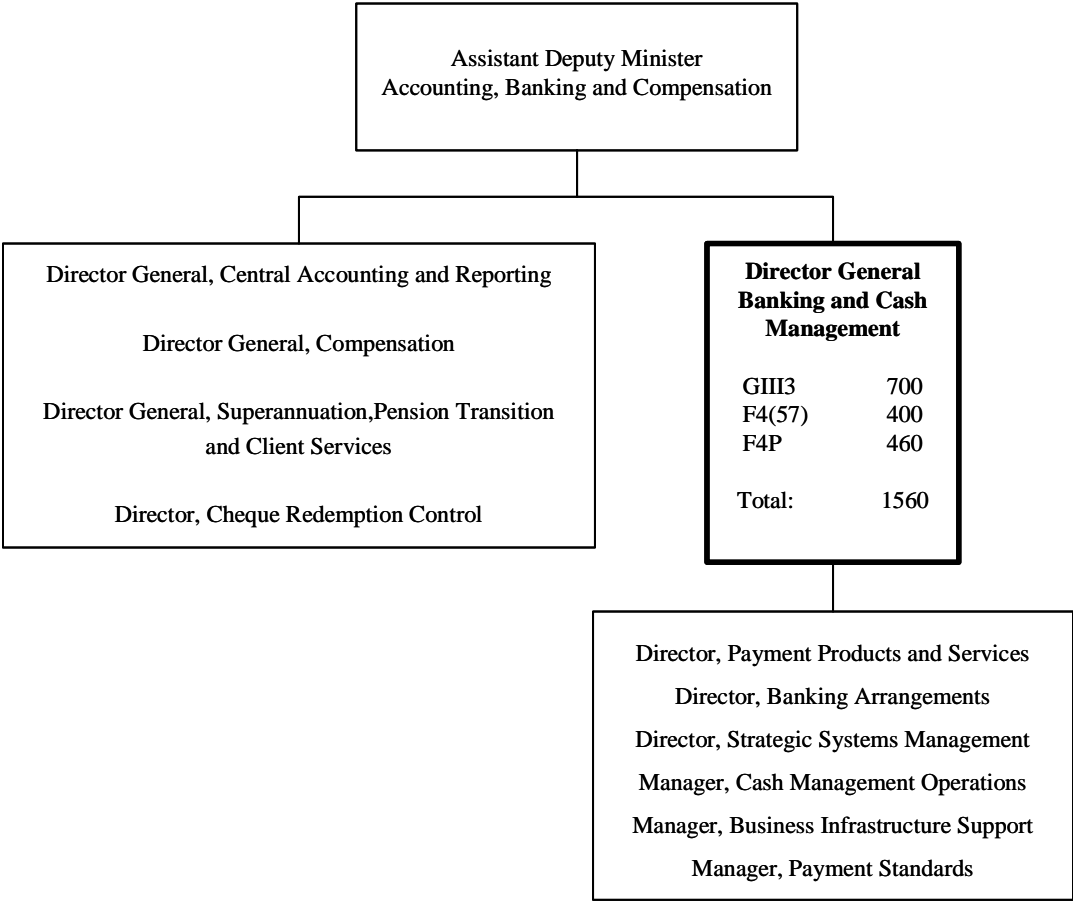 Assistant Deputy Minister
Accounting, Banking and Compensation
Director General, Central Accounting and Reporting
Director General, Compensation
Director General, Superannuation,Pension Transition
and Client Services
Director, Cheque Redemption Control
Director General
Banking and Cash
Management
GIII3 700
F4(57) 400
F4P 460
Total: 1560
Director, Payment Products and Services
Director, Banking Arrangements
Director, Strategic Systems Management
Manager, Cash Management Operations
Manager, Business Infrastructure Support
Manager, Payment Standards